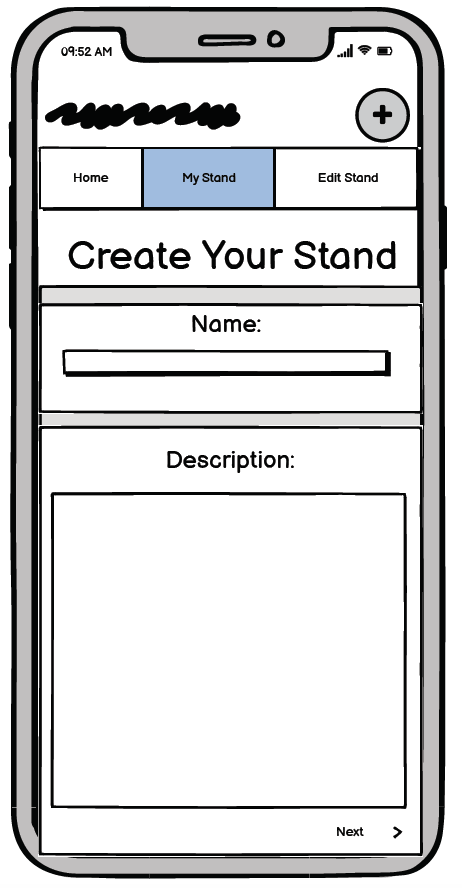 09:52 AM
Home My Stand Edit Stand
Create Your Stand
Name:
Description:
Next